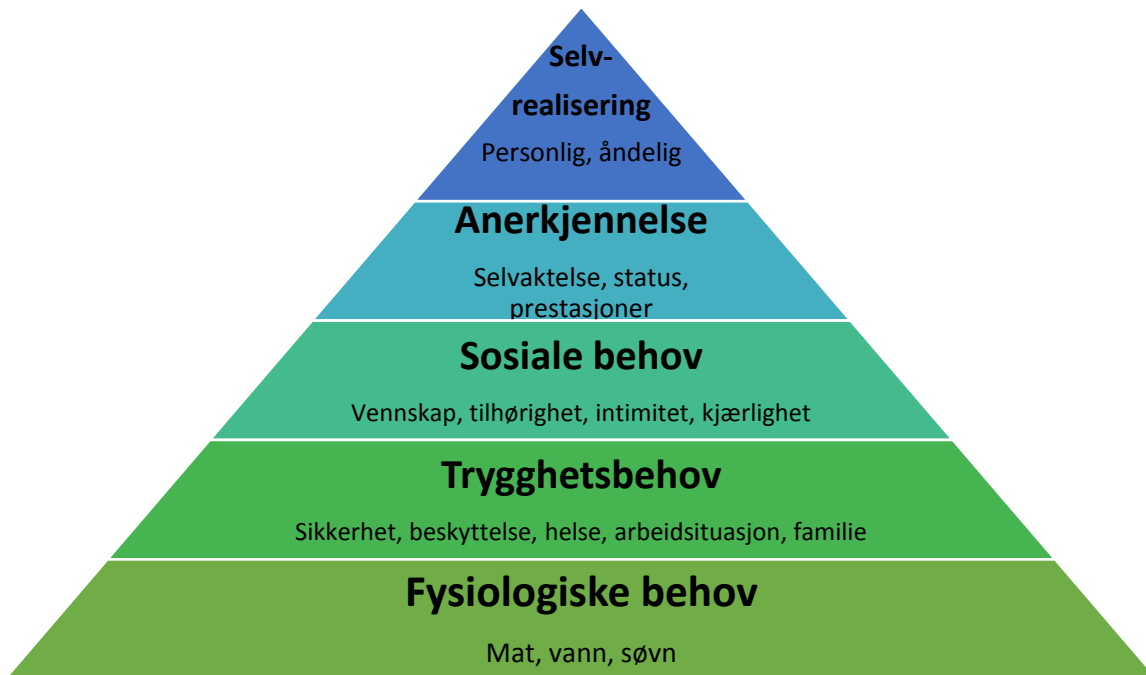 Selv-
realisering
Personlig, åndelig
Anerkjennelse
Selvaktelse, status,
prestasjoner
Sosiale behov
Vennskap, tilhørighet, intimitet, kjærlighet
Trygghetsbehov
Sikkerhet, beskyttelse, helse, arbeidsituasjon, familie
Fysiologiske behov
Mat, vann, søvn